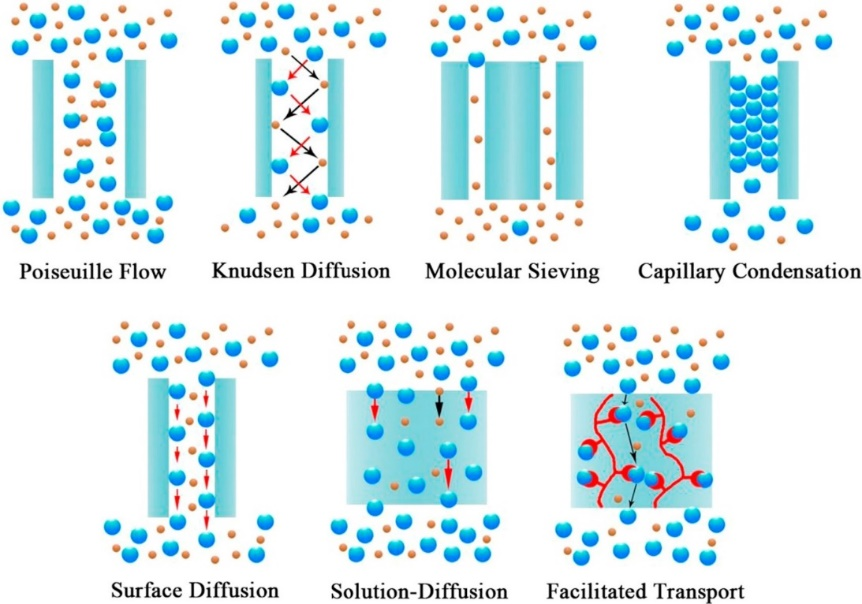 Poiseuille Flow
Knudsen Diffusion
Molecular Sieving
Capillary Condensation
Surface Diffusion
Solution-Diffusion
Facilitated Transport